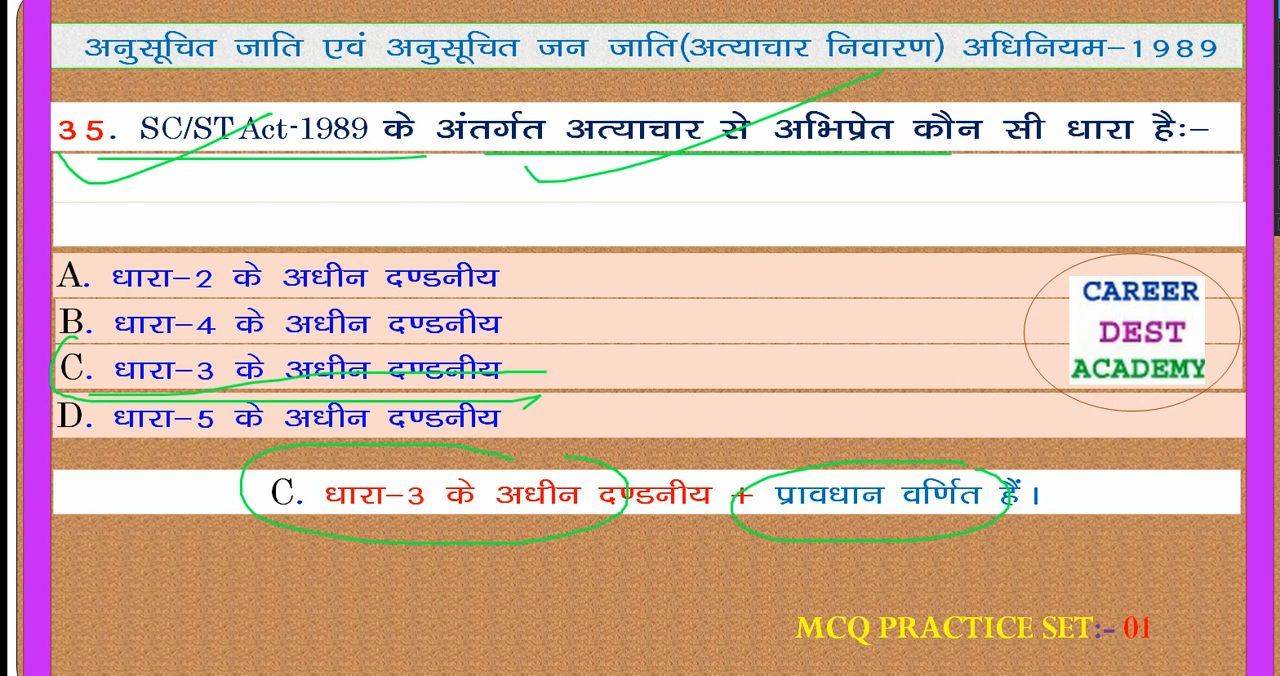 अनुसूचित जाति एवं अनुसूचित जन जाति(अत्याचार निवारण) अधिनियम-1989
35. SC/ST Act-1989 के अंतर्गत अत्याचार से अभिप्रेत कौन सी धारा है:-
A. धारा-2 के अधीन दण्डनीय
B. धारा-4 के अधीन दण्डनीय
C. धारा-3 के अधीन दण्डनीय
D. धारा-5 के अधीन दण्डनीय
CAREER
DEST
ACADEMY
C. धारा-3 के अधीन दण्डनीय + प्रावधान वर्णित हैं।
MCQ PRACTICE SET:- 01